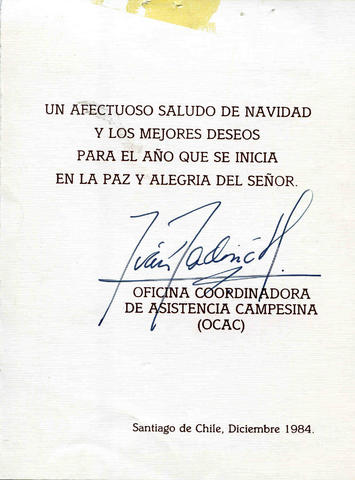 UN AFECTUOSO SALUDO DE NAVIDAD
Y LOS MEJORES DESEOS
PARA EL AÑO QUE SE INICIA
EN LA PAZ Y ALEGRIA DEL SEÑOR.
Iván
OFICINA COORDINADORA
DE ASISTENCIA CAMPESINA
(OCAC)
Santiago de Chile, Diciembre 1984.